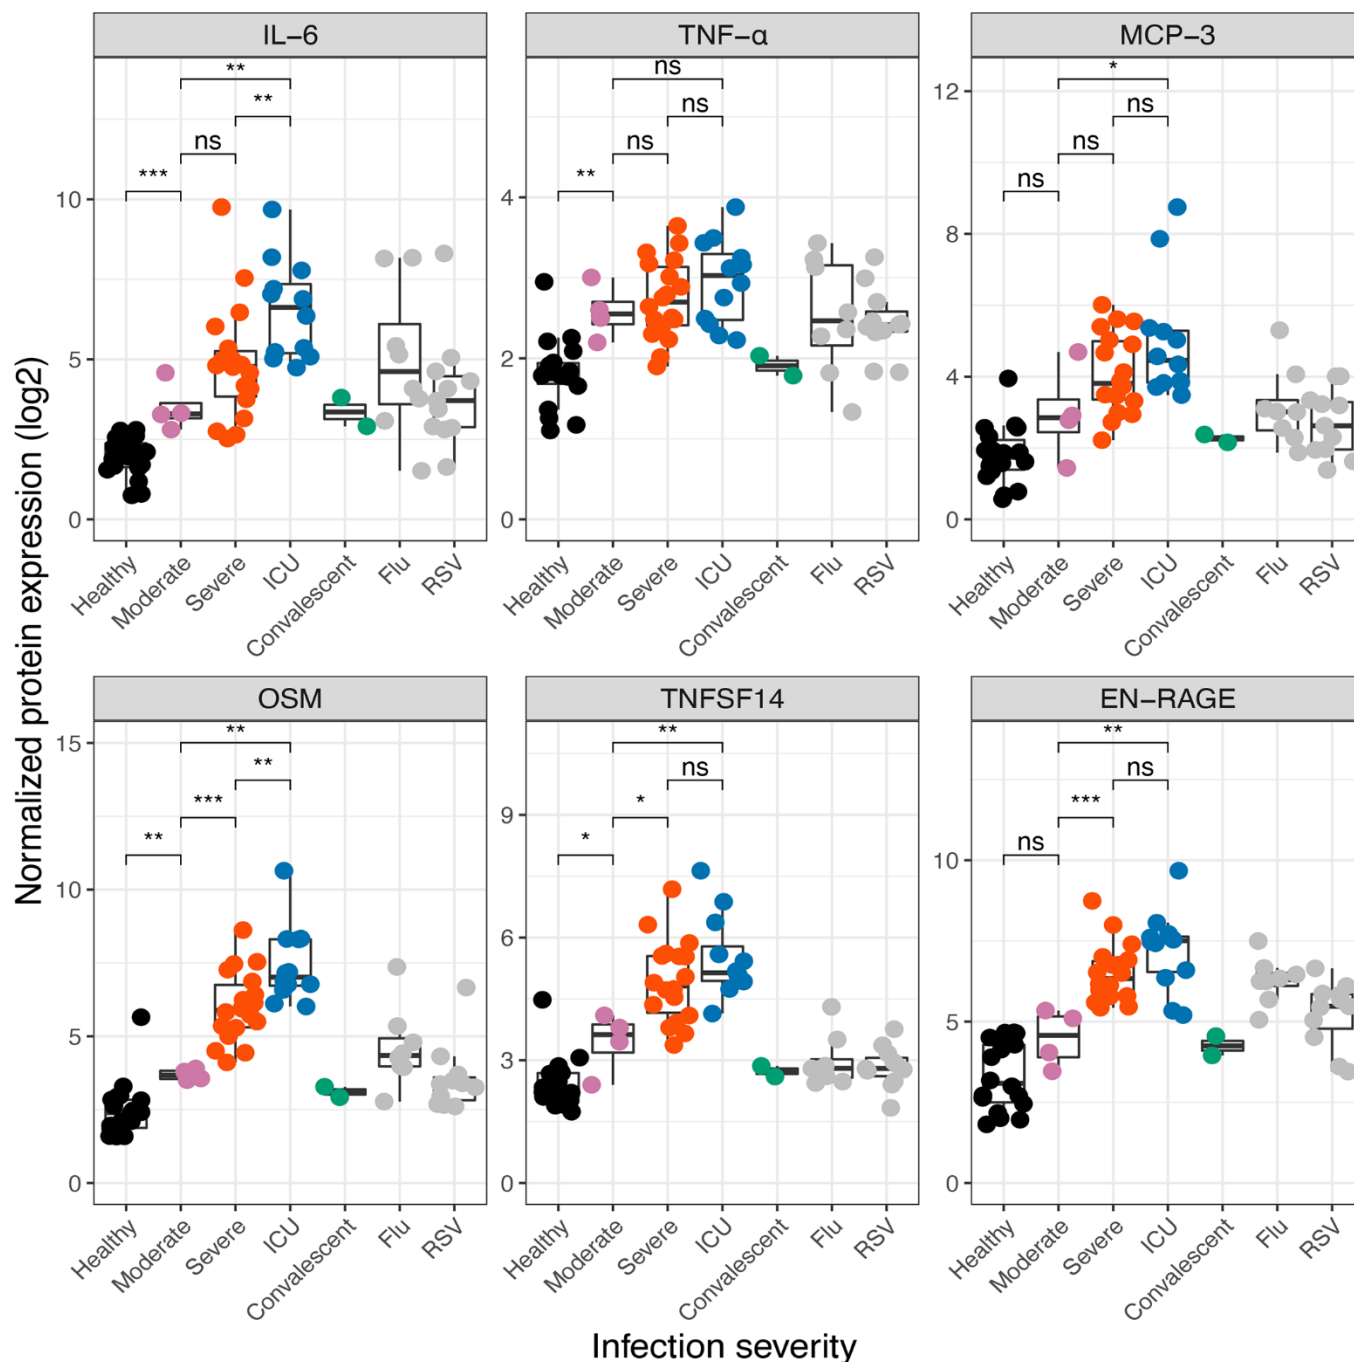 IL−6
TNF−α
MCP−3
**
**
ns
***
ns
ns
ns
**
*
ns
ns
ns
10
5
0
4
2
0
12
8
4
0
Healthy
Moderate
Severe
ICU
Convalescent
Flu
RSV
Healthy
Moderate
Severe
ICU
Convalescent
Flu
RSV
Healthy
Moderate
Severe
ICU
Convalescent
Flu
RSV
Normalized protein expression (log2)
OSM
TNFSF14
EN−RAGE
**
**
***
**
**
ns
*
*
**
ns
***
ns
15
10
5
0
9
6
3
0
10
5
0
Healthy
Moderate
Severe
ICU
Convalescent
Flu
RSV
Healthy
Moderate
Severe
ICU
Convalescent
Flu
RSV
Healthy
Moderate
Severe
ICU
Convalescent
Flu
RSV
Infection severity